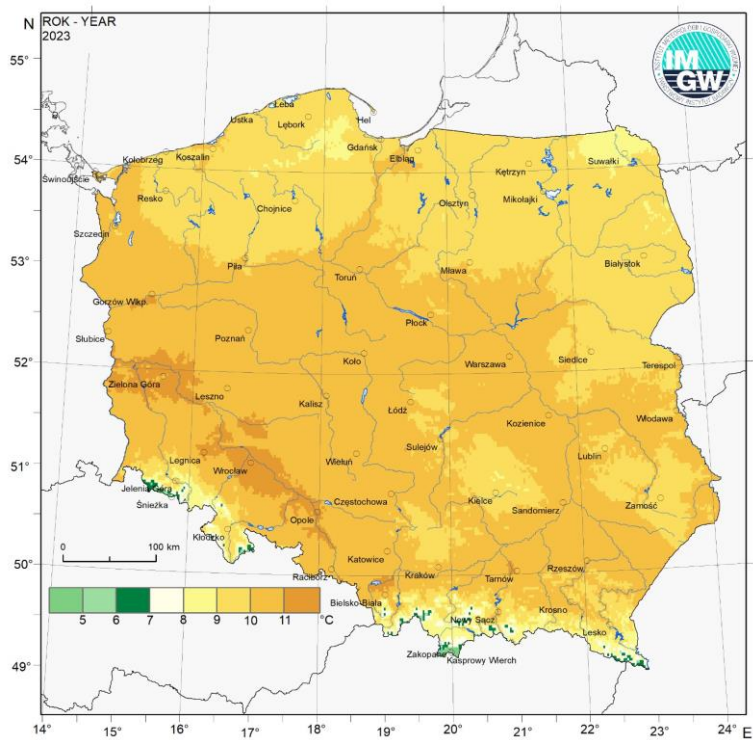 N
ROK - YEAR
2023
IMGW
55°
54°
53°
52°
51°
50°
49°
Łeba
Ustka
Lębork
Hel
Gdańsk
Elbląg
Kołobrzeg
Koszalin
Suwałki
Kętrzyn
Świnoujście
Resko
Chojnice
Olsztyn
Mikołajki
Szczecin
Piła
Toruń
Mława
Białystok
Gorzów Wlkp
Płock
Słubice
Poznań
Koło
Warszawa
Siedlce
Terespol
Zielona Góra
Leszno
Kalisz
Łódź
Kozienice
Włodawa
Sulejów
Legnica
Wrocław
Wieluń
Lublin
Jelenia Góra
Śnieżka
Częstochowa
Kielce
Sandomierz
Zamość
Opole
Kłodzko
0 100 km
Katowice
Racibórz
Kraków
Tarnów
Rzeszów
Bielsko-Biała
Nowy Sącz
Krosno
Lesko
Zakopane
Kasprowy Wierch
5 6 7 8 9 10 11 °C
14° 15° 16° 17° 18° 19° 20° 21° 22° 23° 24° E